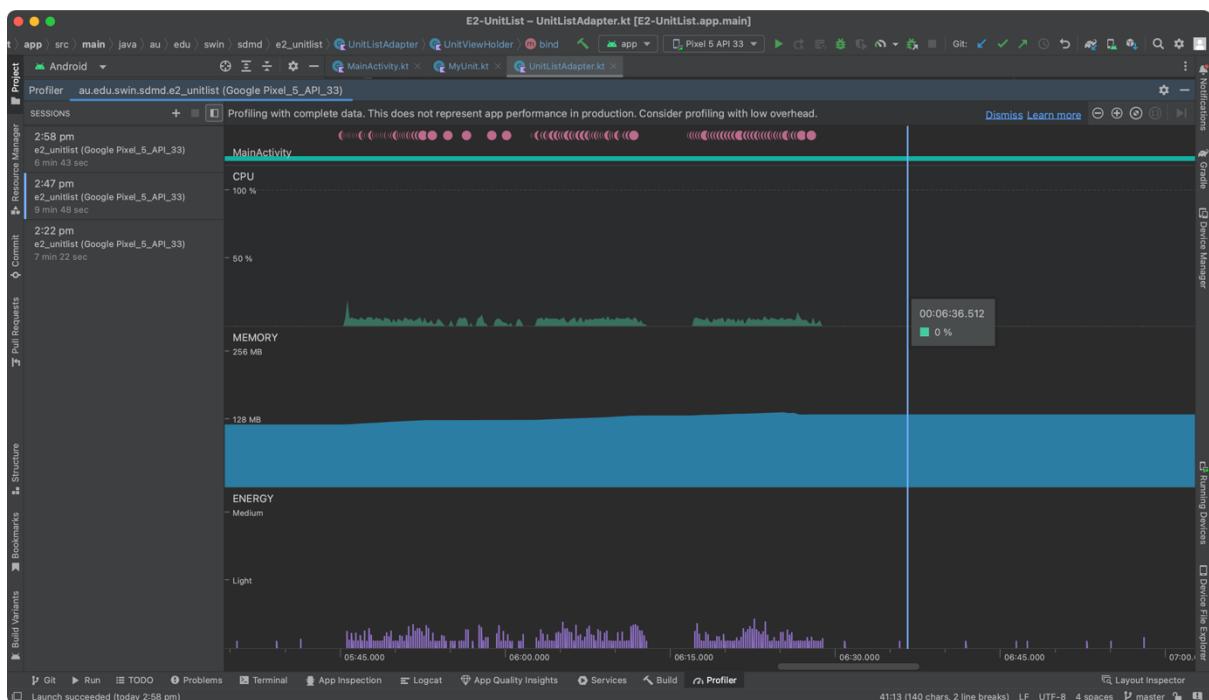 E2-UnitList – UnitListAdapter.kt [E2-UnitList.app.main]
t 〉 app 〉 src 〉 main 〉 java 〉 au 〉 edu 〉 swin 〉 sdmd 〉 e2_unitlist 〉 UnitListAdapter 〉 UnitViewHolder 〉 bind app Pixel 5 API 33 Git:
Android MainActivity.kt MyUnit.kt UnitListAdapter.kt
Profiler au.edu.swin.sdmd.e2_unitlist (Google Pixel_5_API_33)
SESSIONS Profiling with complete data. This does not represent app performance in production. Consider profiling with low overhead. Dismiss Learn more
2:58 pm
e2_unitlist (Google Pixel_5_API_33)
6 min 43 sec
2:47 pm
e2_unitlist (Google Pixel_5_API_33)
9 min 48 sec
2:22 pm
e2_unitlist (Google Pixel_5_API_33)
7 min 22 sec
MainActivity
CPU
100 %
50 %
00:06:36.512
0 %
MEMORY
256 MB
128 MB
ENERGY
Medium
Light
05:45.000 06:00.000 06:15.000 06:30.000 06:45.000 07:00.
Project
Resource Manager
Commit
Pull Requests
Structure
Bookmarks
Build Variants
Notifications
Gradle
Device Manager
Running Devices
Device File Explorer
Git Run TODO Problems Terminal App Inspection Logcat App Quality Insights Services Build Profiler Layout Inspector
Launch succeeded (today 2:58 pm) 41:13 (140 chars, 2 line breaks) LF UTF-8 4 spaces master